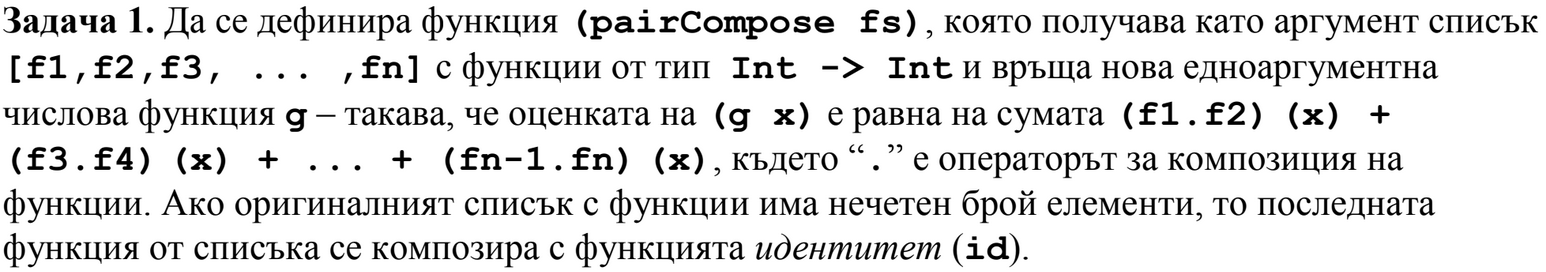 Задача 1. Да се дефинира функция (pairCompose fs), която получава като аргумент списък
[f1,f2,f3, ... ,fn] с функции от тип Int -> Int и връща нова едноаргументна
числова функция g – такава, че оценката на (g x) е равна на сумата (f1.f2) (x) +
(f3.f4) (x) + ... + (fn-1.fn) (x), където “.” е операторът за композиция на
функции. Ако оригиналният списък с функции има нечетен брой елементи, то последната
функция от списъка се композира с функцията идентитет (id).